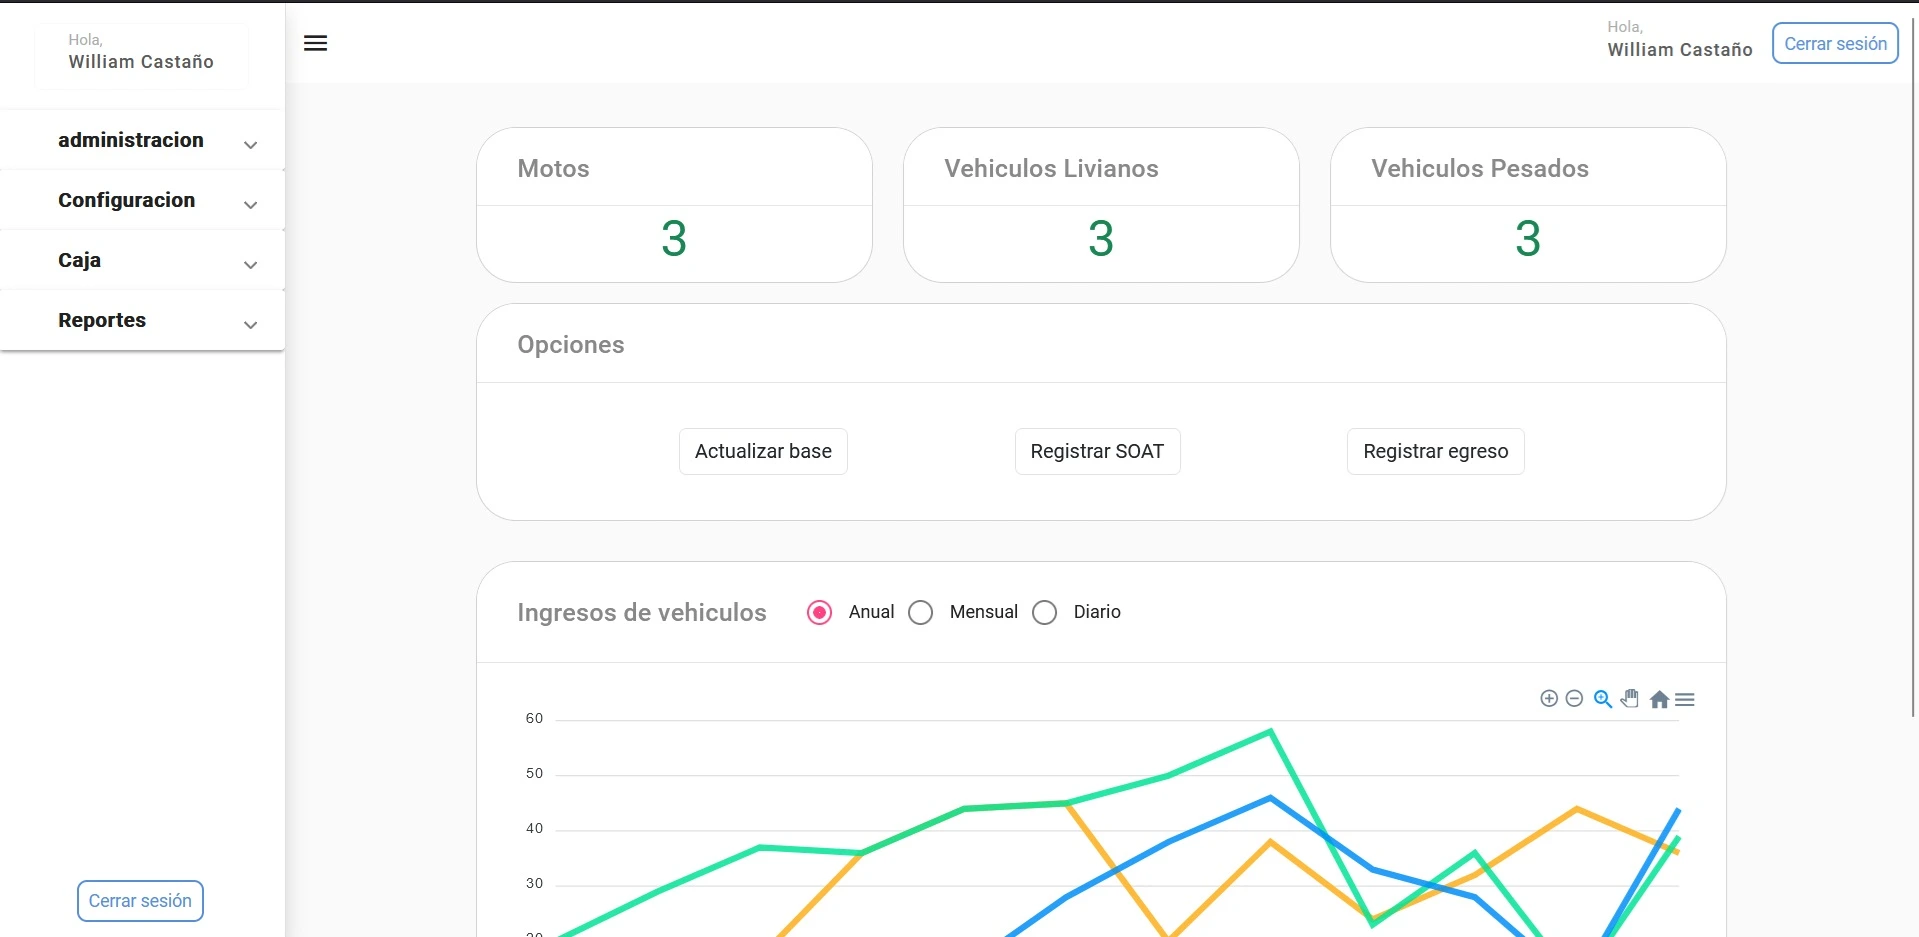 Hola,
William Castaño
administracion
Configuracion
Caja
Reportes
Cerrar sesión
Hola,
William Castaño
Cerrar sesión
Motos
3
Vehiculos Livianos
3
Vehiculos Pesados
3
Opciones
Actualizar base
Registrar SOAT
Registrar egreso
Ingresos de vehiculos
Anual
Mensual
Diario
60
50
40
30